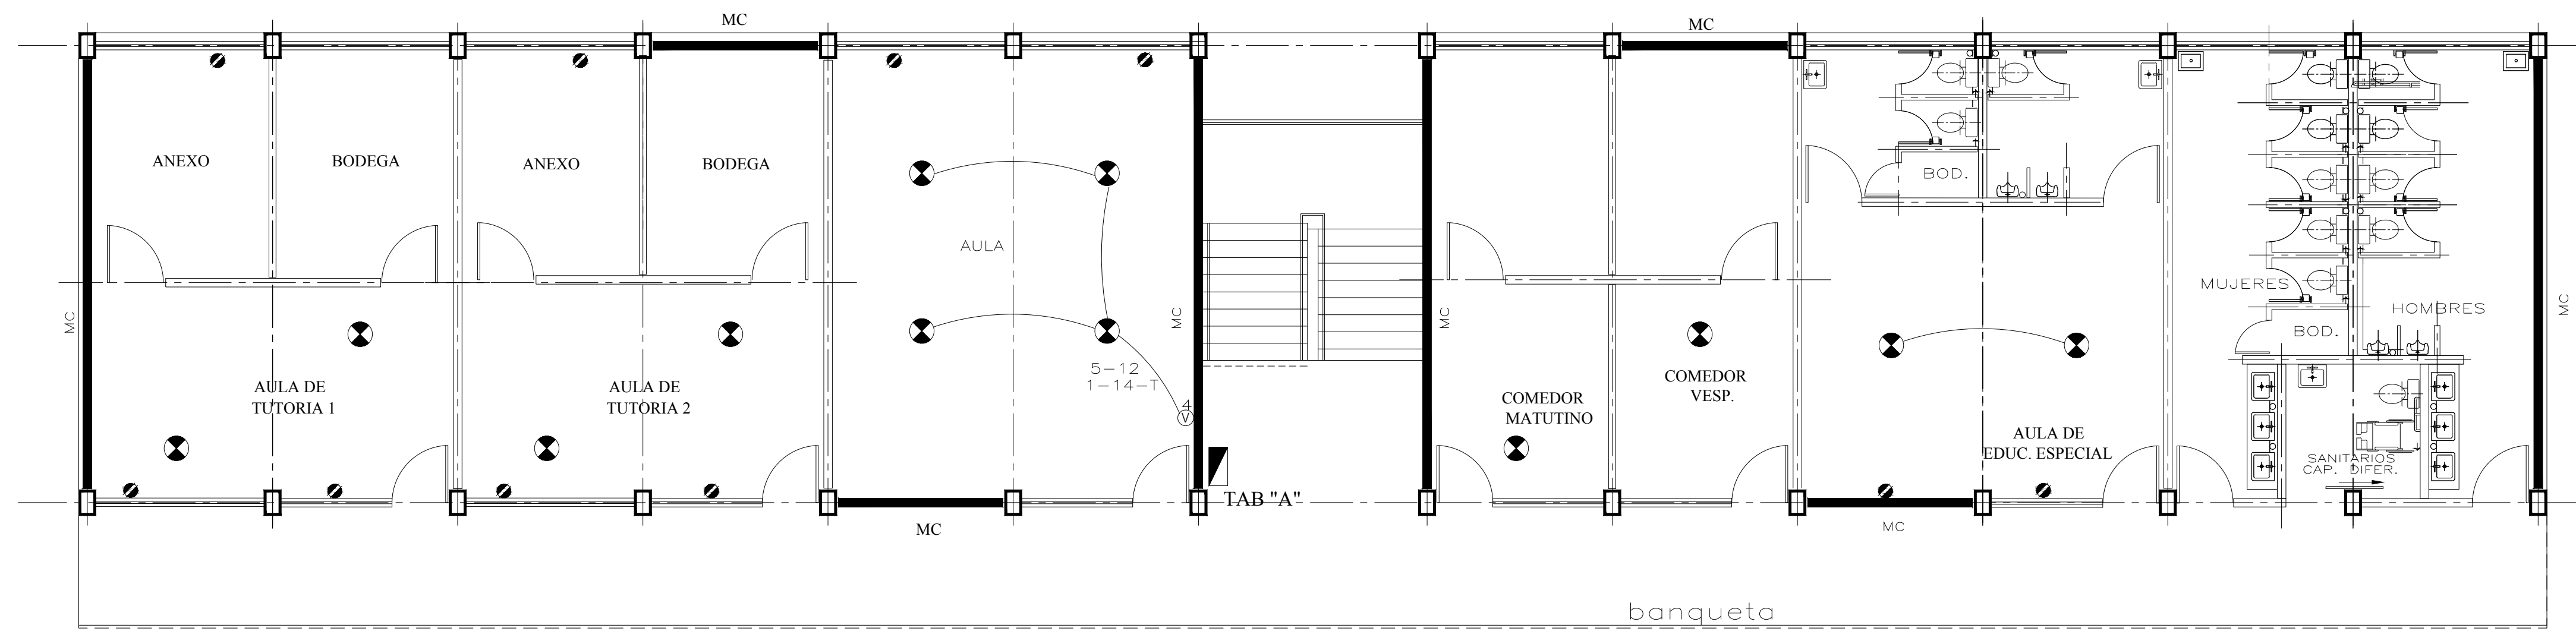 MC
MC
ANEXO
BODEGA
ANEXO
BODEGA
BOD.
AULA
MUJERES
HOMBRES
MC
MC
MC
MC
BOD.
5-12
1-14-T
4
V
AULA DE
TUTORIA 1
AULA DE
TUTORIA 2
COMEDOR
MATUTINO
COMEDOR
VESP.
AULA DE
EDUC. ESPECIAL
SANITARIOS
CAP. DIFER.
TAB "A"
MC
MC
banqueta